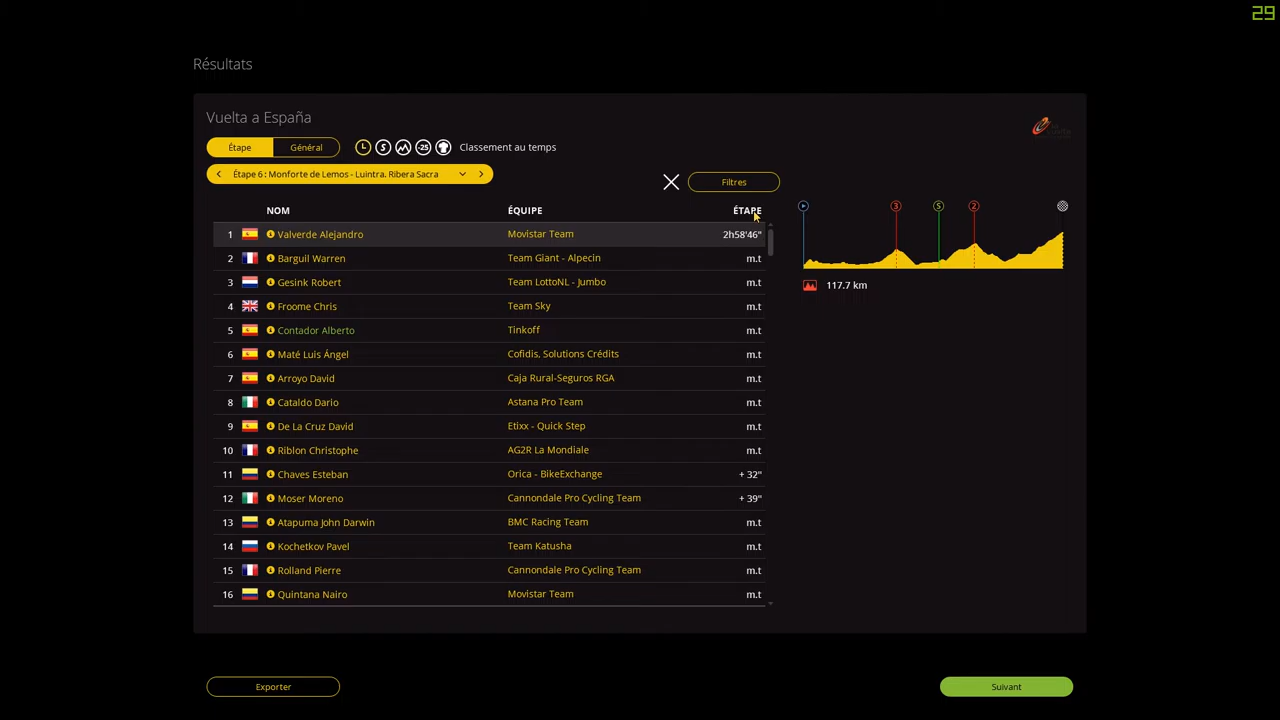 29
Résultats
Vuelta a España
Étape Général S -25 Classement au temps
Étape 6 : Monforte de Lemos - Luintra. Ribera Sacra
Filtres
NOM ÉQUIPE ÉTAPE
1 Valverde Alejandro Movistar Team 2h58'46"
2 Barguil Warren Team Giant - Alpecin m.t
3 Gesink Robert Team LottoNL - Jumbo m.t
4 Froome Chris Team Sky m.t
5 Contador Alberto Tinkoff m.t
6 Maté Luis Ángel Cofidis, Solutions Crédits m.t
7 Arroyo David Caja Rural-Seguros RGA m.t
8 Cataldo Dario Astana Pro Team m.t
9 De La Cruz David Etixx - Quick Step m.t
10 Riblon Christophe AG2R La Mondiale m.t
11 Chaves Esteban Orica - BikeExchange + 32"
12 Moser Moreno Cannondale Pro Cycling Team + 39"
13 Atapuma John Darwin BMC Racing Team m.t
14 Kochetkov Pavel Team Katusha m.t
15 Rolland Pierre Cannondale Pro Cycling Team m.t
16 Quintana Nairo Movistar Team m.t
3 S 2
117.7 km
Exporter
Suivant